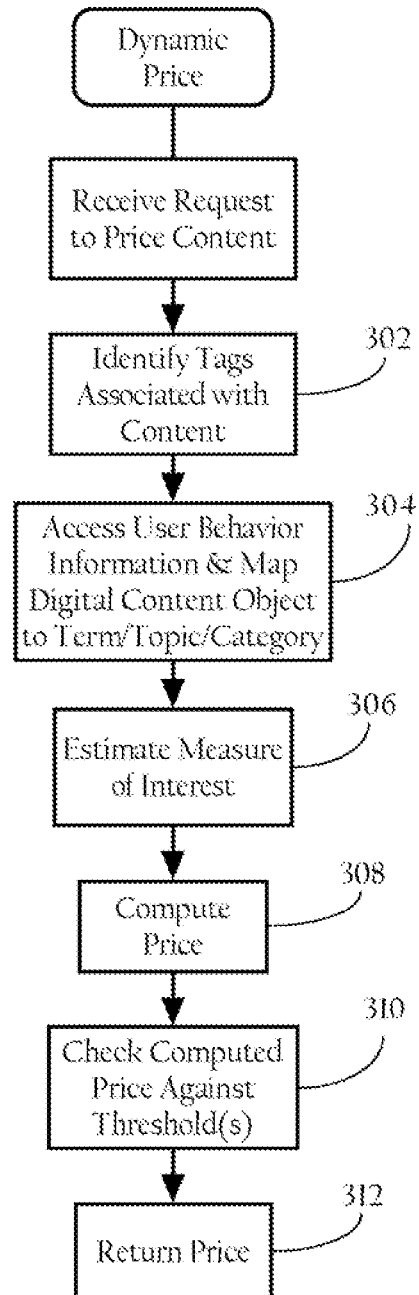 Dynamic
Price
Receive Request
to Price Content
302
Identify Tags
Associated with
Content
304
Access User Behavior
Information & Map
Digital Content Object
to Term/Topic/Category
306
Estimate Measure
of Interest
308
Compute
Price
310
Check Computed
Price Against
Threshold(s)
312
Return Price